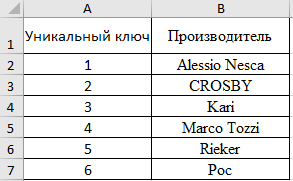 A B
1 Уникальный ключ Производитель
2 1 Alessio Nesca
3 2 CROSBY
4 3 Kari
5 4 Marco Tozzi
6 5 Rieker
7 6 Рос